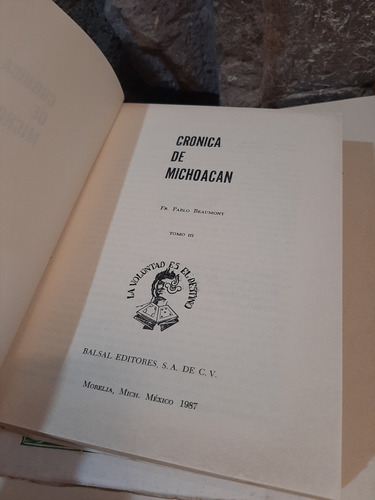 CRONICA
DE
MICHOACAN
Fr. Pablo Beaumont
TOMO III
LA VOLUNTAD ES EL DESTINO
BALSAL EDITORES, S. A. DE C. V.
Morelia, Mich. México 1987